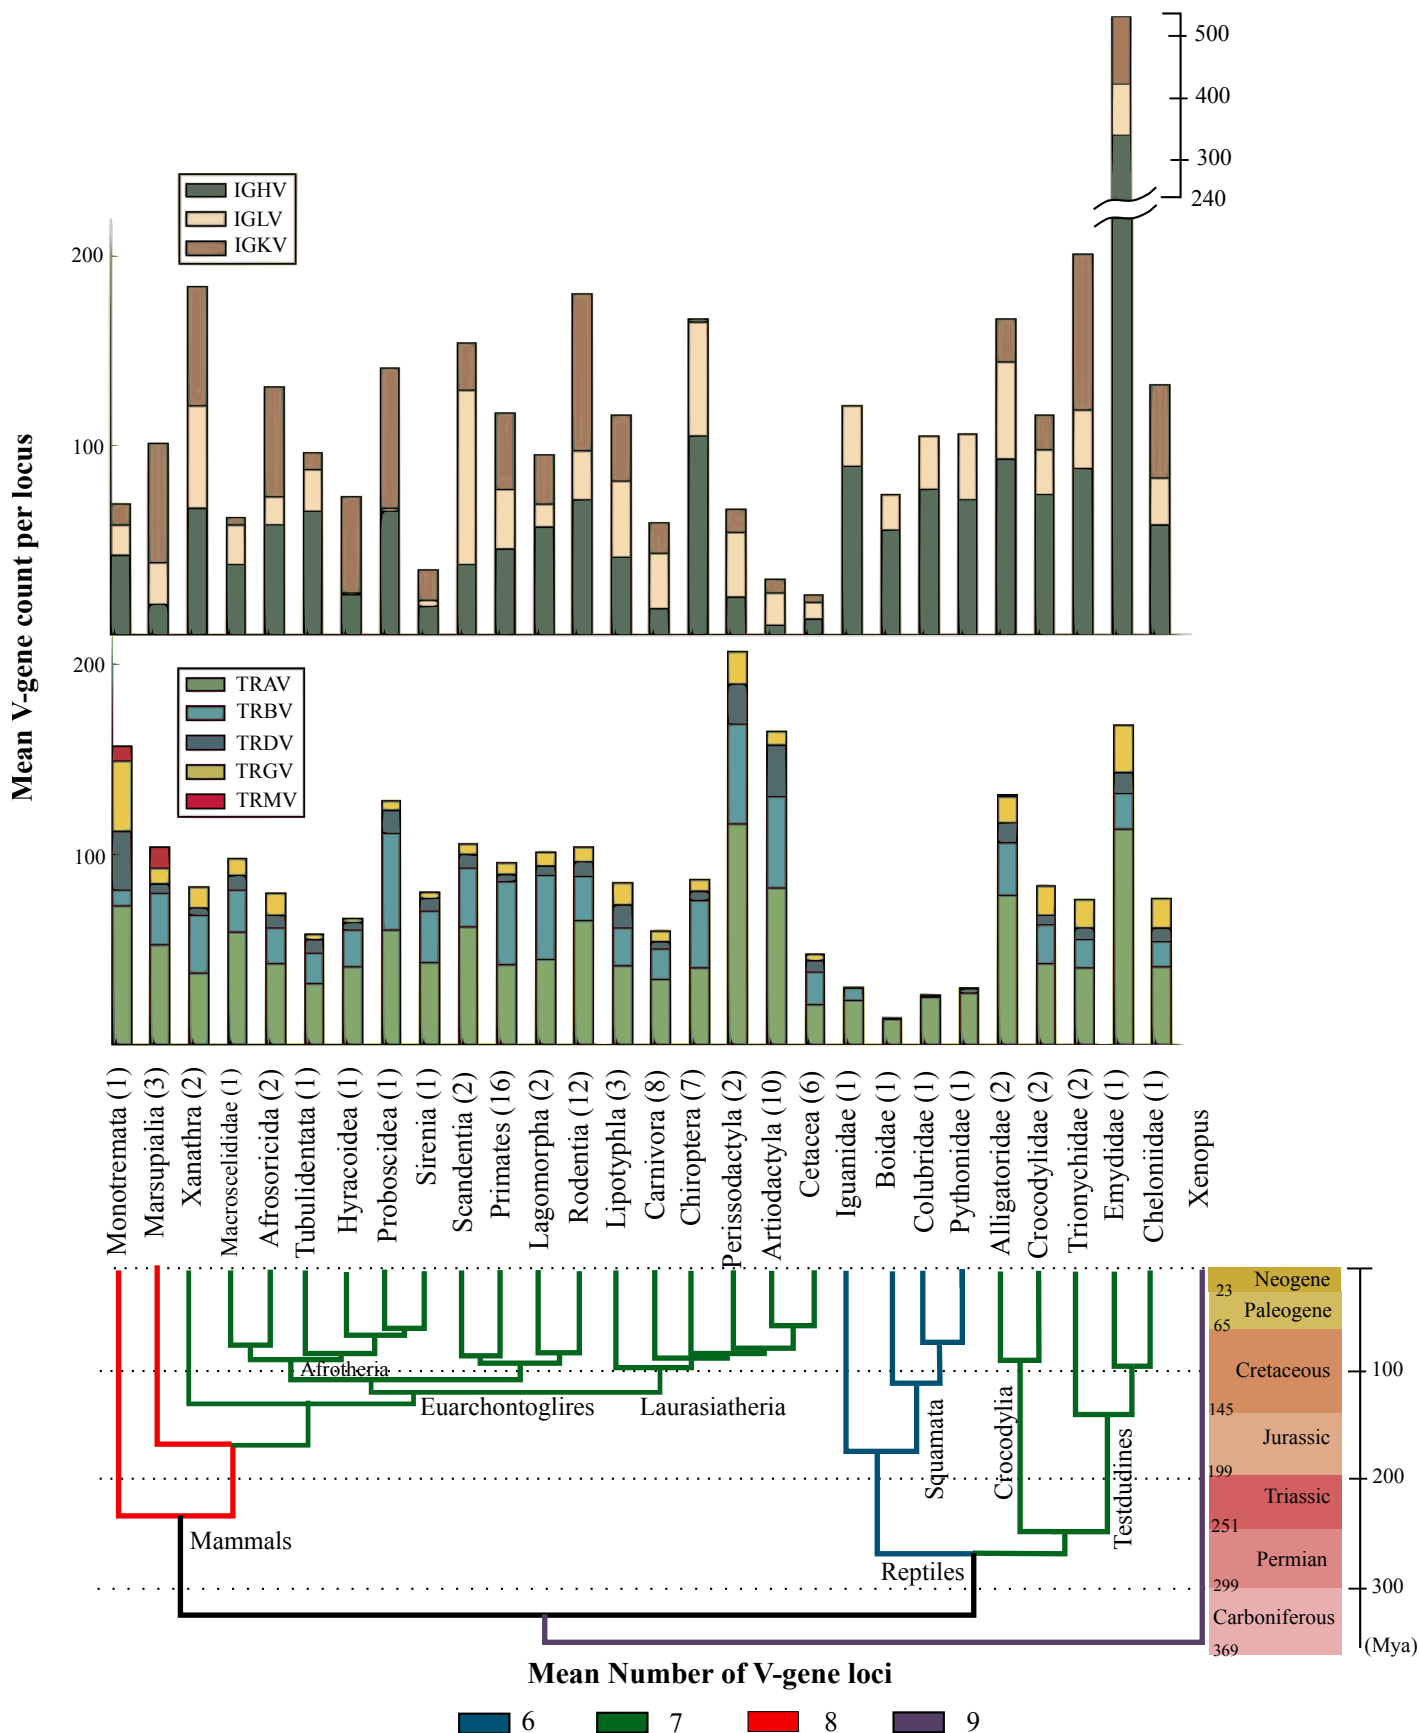 500
400
300
240
IGHV
IGLV
IGKV
200
100
Mean V-gene count per locus
200
100
TRAV
TRBV
TRDV
TRGV
TRMV
Monotremata (1)
Marsupialia (3)
Xanathra (2)
Macroscelididae (1)
Afrosoricida (2)
Tubulidentata (1)
Hyracoidea (1)
Proboscidea (1)
Sirenia (1)
Scandentia (2)
Primates (16)
Lagomorpha (2)
Rodentia (12)
Lipotyphla (3)
Carnivora (8)
Chiroptera (7)
Perissodactyla (2)
Artiodactyla (10)
Cetacea (6)
Iguanidae (1)
Boidae (1)
Colubridae (1)
Pythonidae (1)
Alligatoridae (2)
Crocodylidae (2)
Trionychidae (2)
Emydidae (1)
Cheloniidae (1)
Xenopus
Neogene
23
Paleogene
65
Cretaceous
100
145
Jurassic
199
200
Triassic
251
Permian
299
300
Carboniferous
369
(Mya)
Afrotheria
Euarchontoglires
Laurasiatheria
Squamata
Crocodylia
Testdudines
Mammals
Reptiles
Mean Number of V-gene loci
6
7
8
9